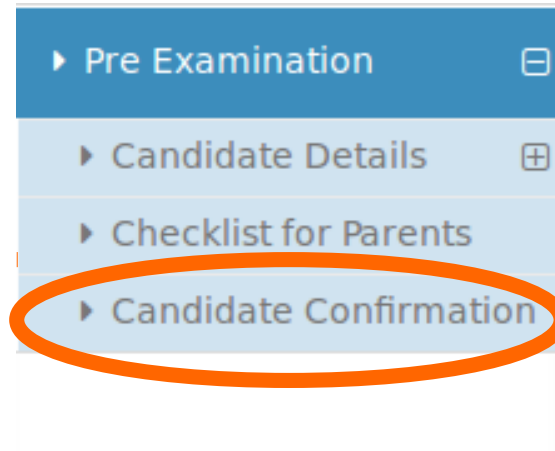 Pre Examination
Candidate Details
Checklist for Parents
Candidate Confirmation